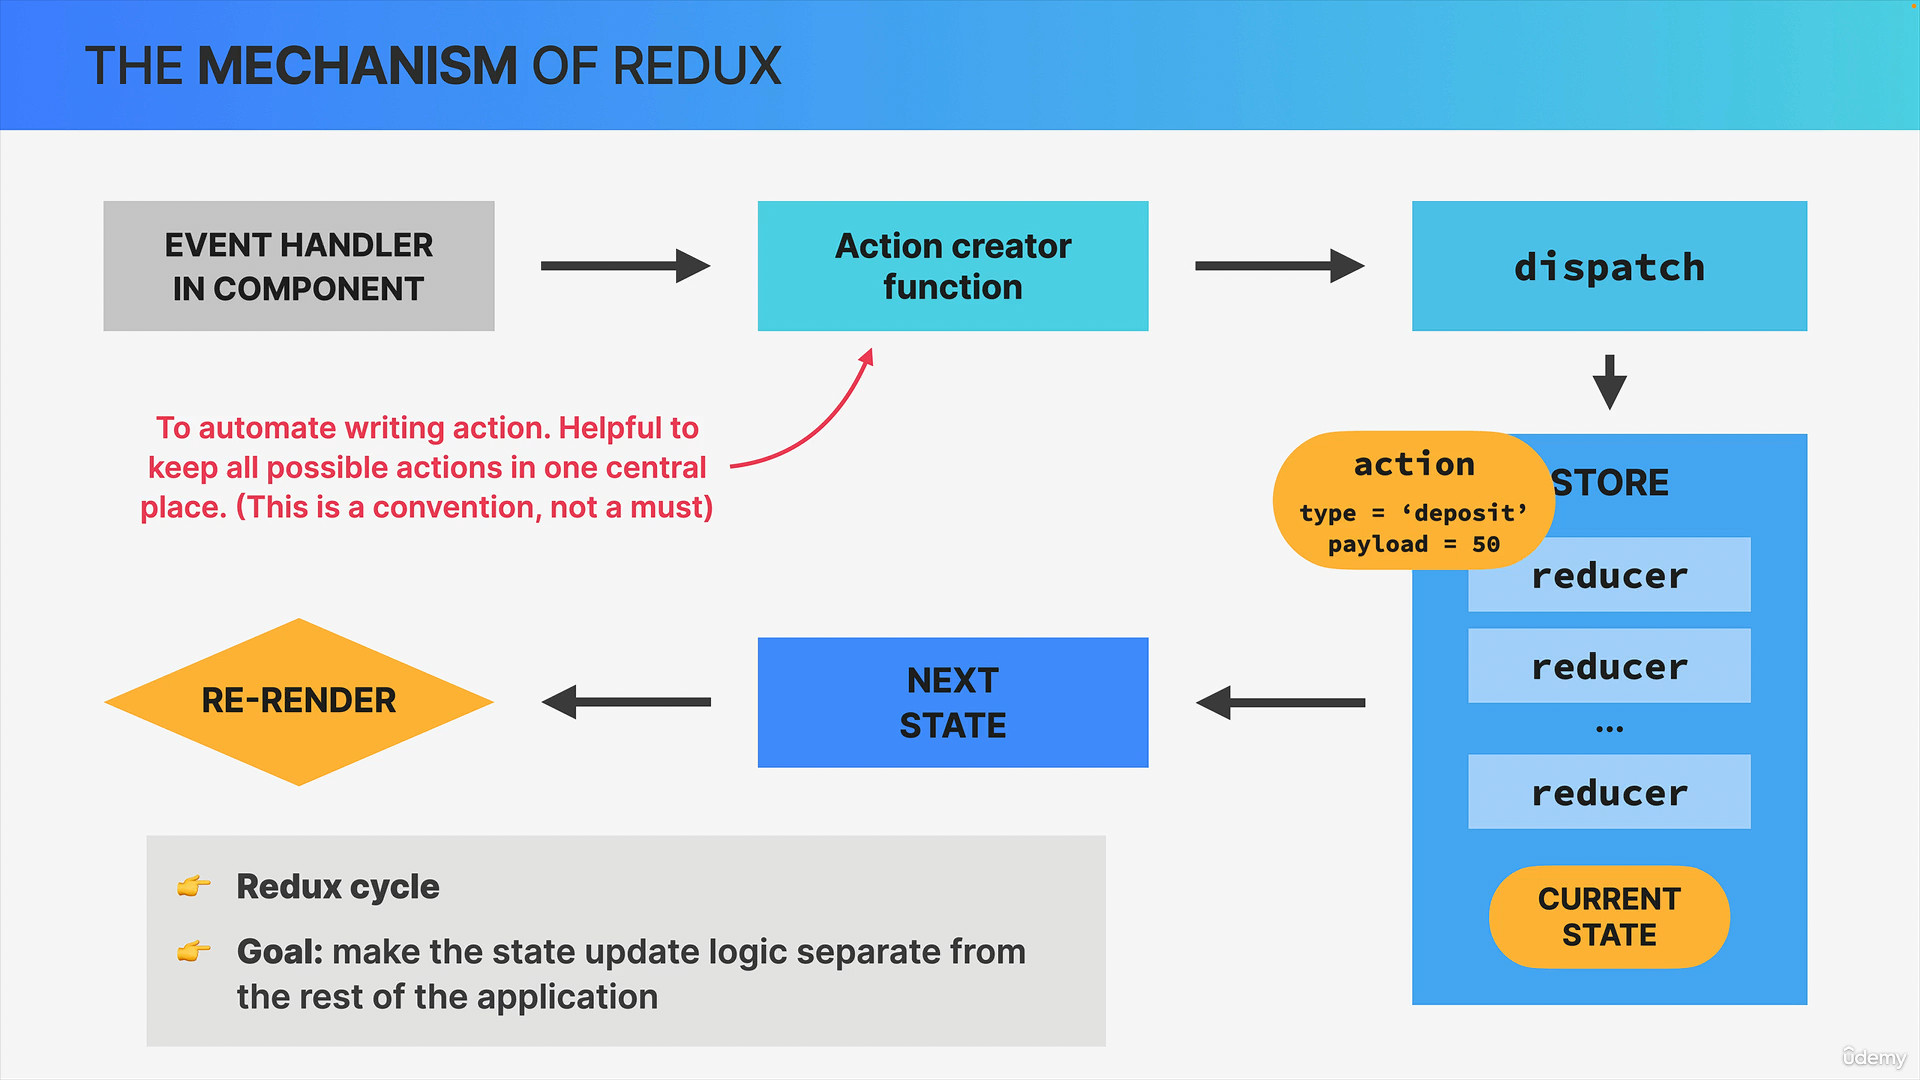 THE MECHANISM OF REDUX
EVENT HANDLER
IN COMPONENT
Action creator
function
dispatch
To automate writing action. Helpful to
keep all possible actions in one central
place. (This is a convention, not a must)
action
type = ‘deposit’
payload = 50
STORE
reducer
reducer
...
reducer
CURRENT
STATE
NEXT
STATE
RE-RENDER
Redux cycle
Goal: make the state update logic separate from
the rest of the application
ûdemy